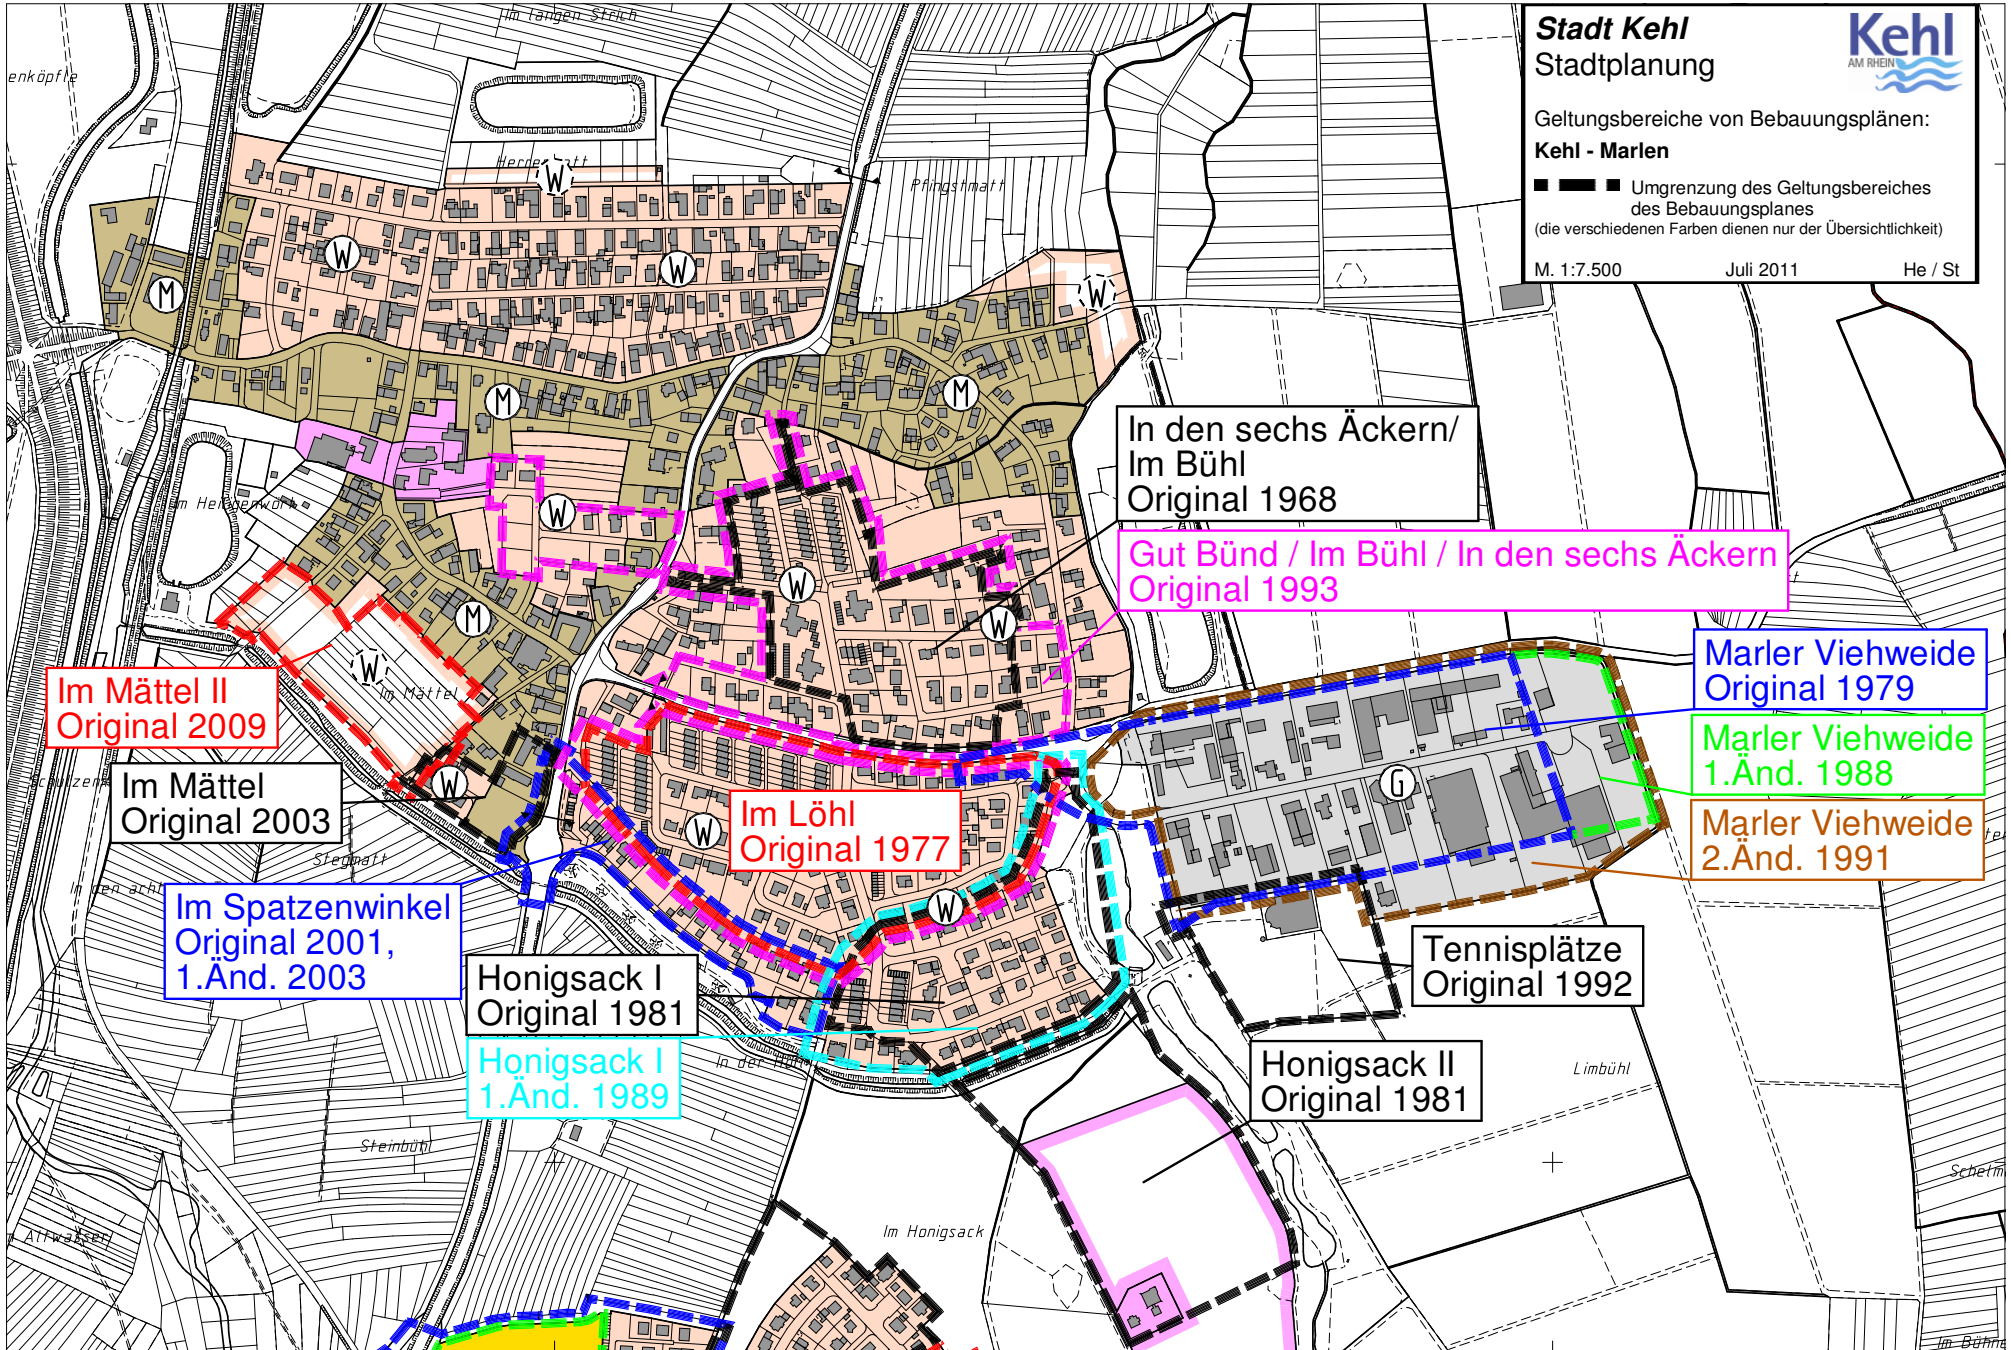 Stadt Kehl
Stadtplanung
Kehl
AM RHEIN
Geltungsbereiche von Bebauungsplänen:
Kehl - Marlen
Umgrenzung des Geltungsbereiches
des Bebauungsplanes
(die verschiedenen Farben dienen nur der Übersichtlichkeit)
M. 1:7.500 Juli 2011 He / St
Im langen Strich
enköpfle
Pfingstmatt
W
W
W
W
M
M
M
In den sechs Äckern/
Im Bühl
Original 1968
Gut Bünd / Im Bühl / In den sechs Äckern
Original 1993
W
W
W
M
W
Im Mättel
Im Mättel II
Original 2009
Marler Viehweide
Original 1979
Marler Viehweide
1.Änd. 1988
Marler Viehweide
2.Änd. 1991
G
Im Mättel
Original 2003
W
W
Im Löhl
Original 1977
Stegmatt
W
Im Spatzenwinkel
Original 2001,
1.Änd. 2003
Honigsack I
Original 1981
Honigsack I
1.Änd. 1989
Tennisplätze
Original 1992
Honigsack II
Original 1981
Limbühl
Steinbühl
Im Honigsack